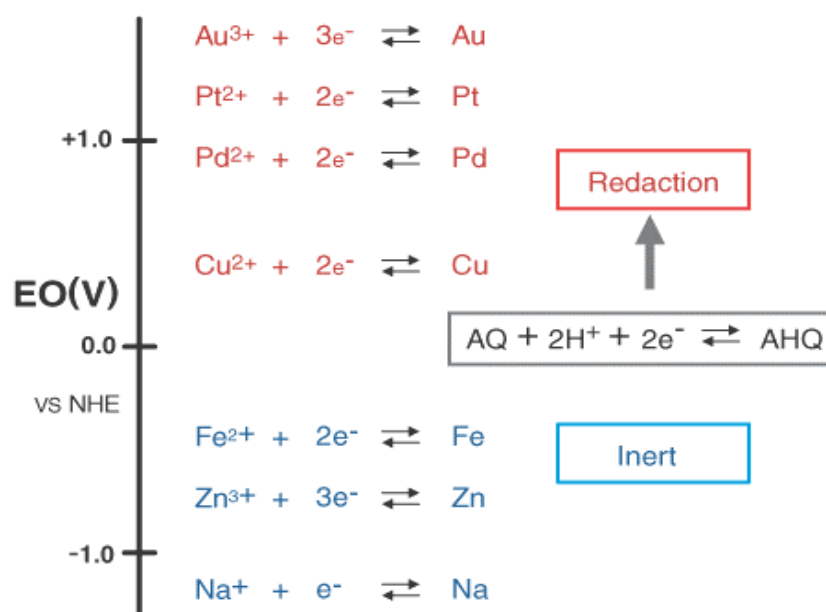 Au³⁺ + 3e⁻ ⇄ Au
Pt²⁺ + 2e⁻ ⇄ Pt
+1.0
Pd²⁺ + 2e⁻ ⇄ Pd
Redaction
Cu²⁺ + 2e⁻ ⇄ Cu
EO(V)
AQ + 2H⁺ + 2e⁻ ⇄ AHQ
0.0
vs NHE
Fe²⁺ + 2e⁻ ⇄ Fe
Inert
Zn³⁺ + 3e⁻ ⇄ Zn
-1.0
Na⁺ + e⁻ ⇄ Na